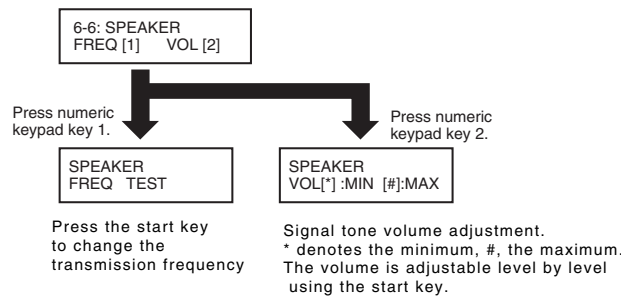 6-6: SPEAKER
FREQ [1] VOL [2]
Press numeric
keypad key 1.
Press numeric
keypad key 2.
SPEAKER
FREQ TEST
SPEAKER
VOL[*] :MIN [#]:MAX
Press the start key
to change the
transmission frequency
Signal tone volume adjustment.
* denotes the minimum, #, the maximum.
The volume is adjustable level by level
using the start key.